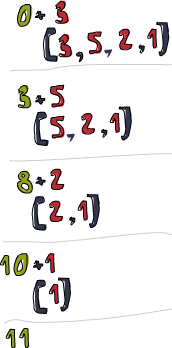 0 + 3
[3, 5, 2, 1]
3 + 5
[5, 2, 1]
8 + 2
[2, 1]
10 + 1
[1]
11